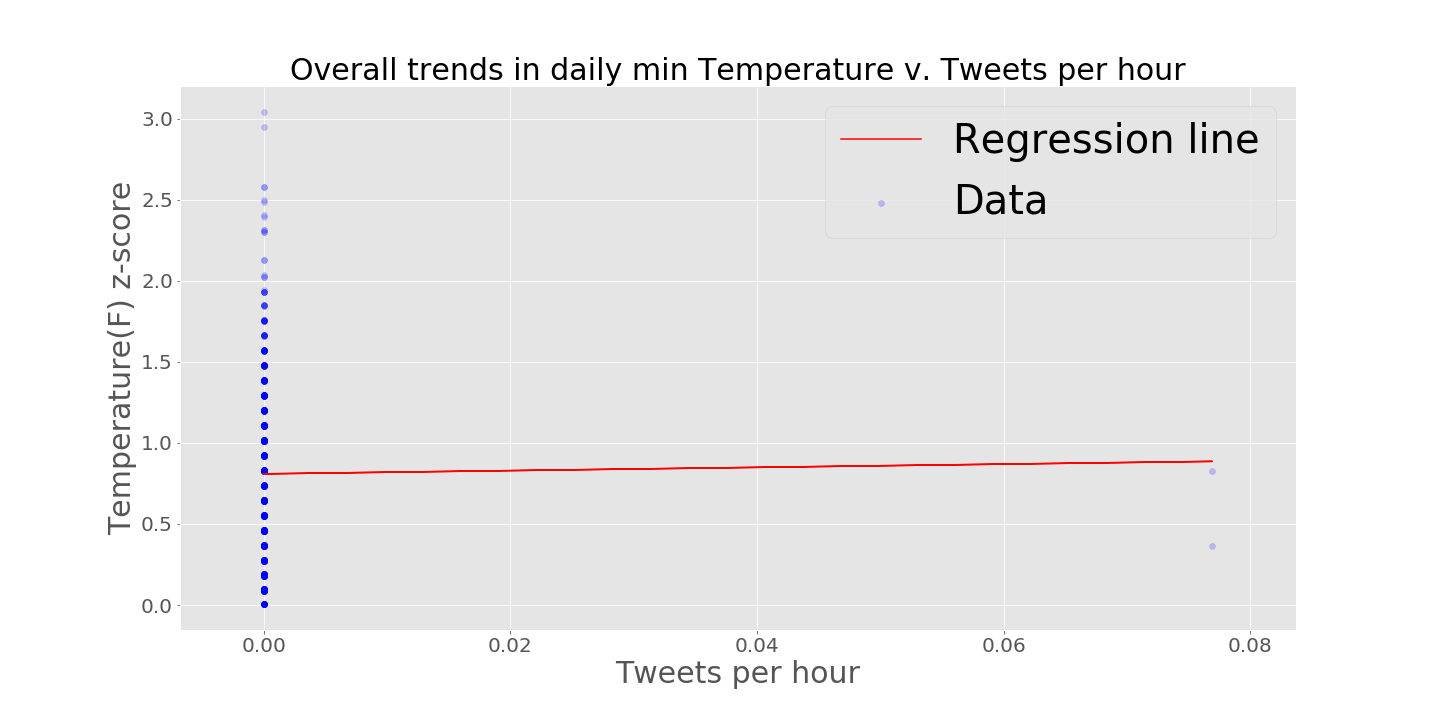 Overall trends in daily min Temperature v. Tweets per hour
Regression line
Data
3.0
2.5
2.0
1.5
1.0
0.5
0.0
Temperature(F) z-score
0.00 0.02 0.04 0.06 0.08
Tweets per hour